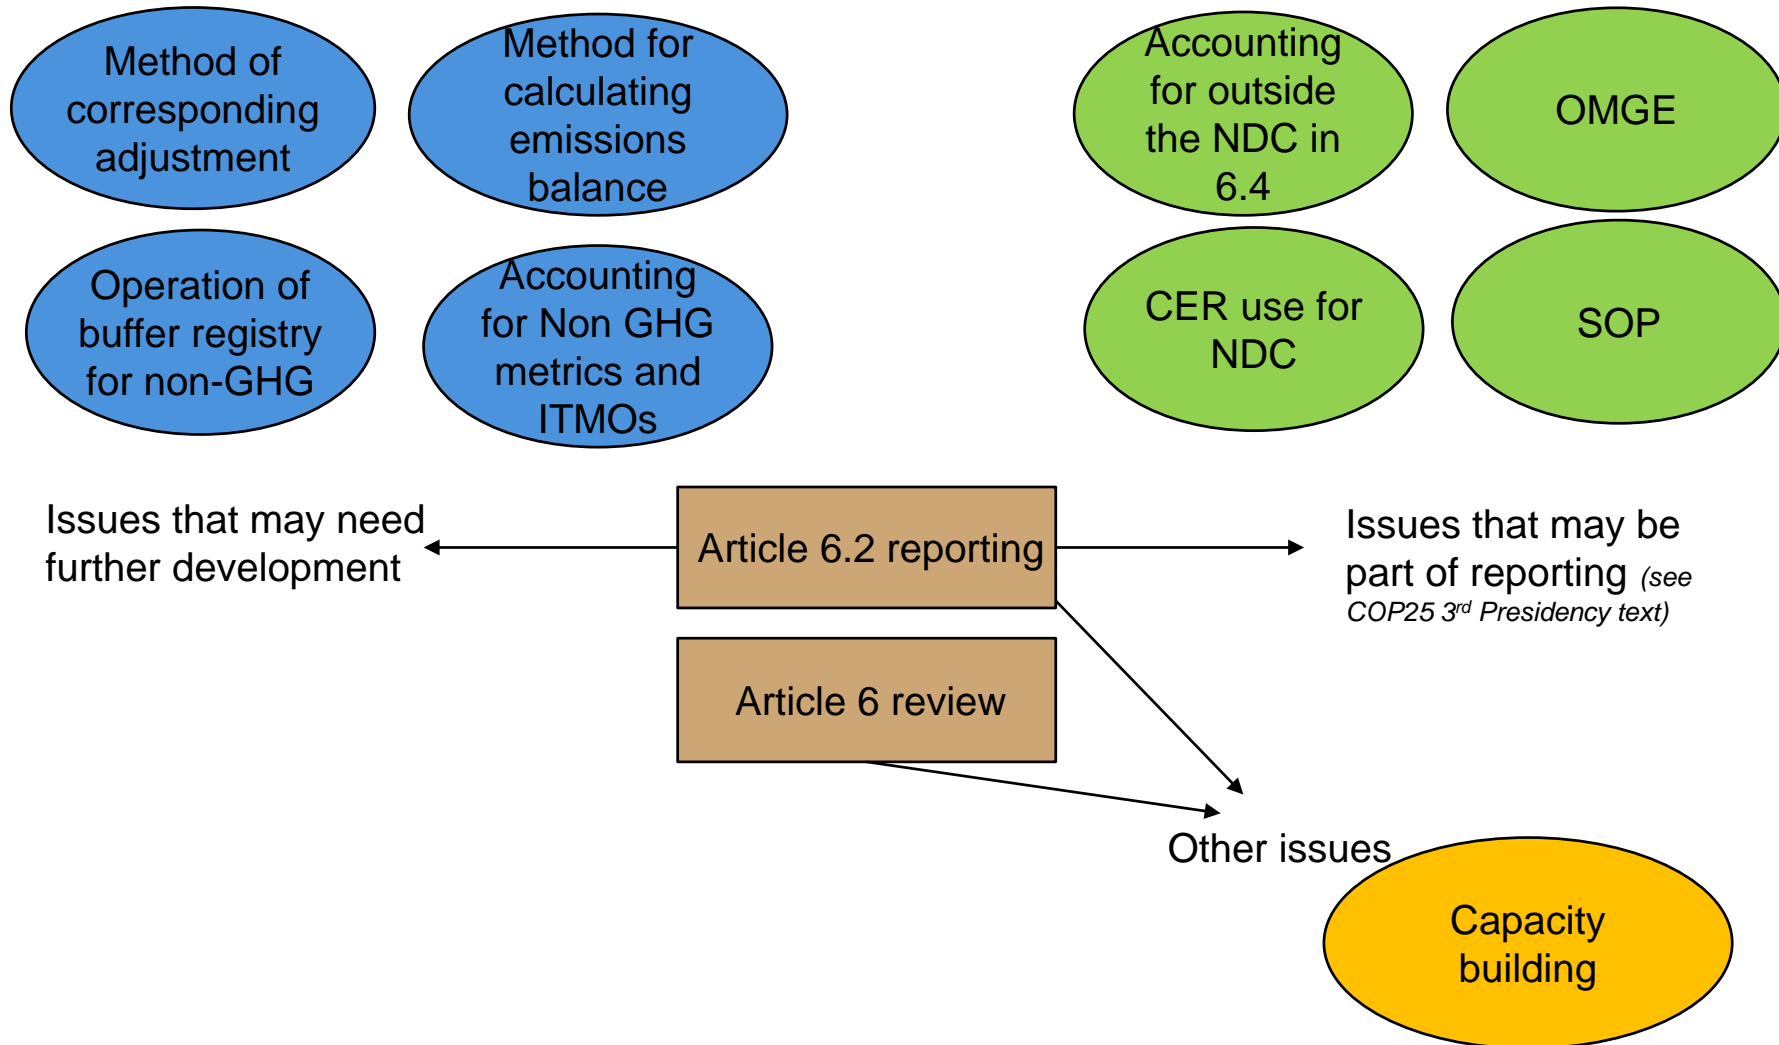 Method of
corresponding
adjustment
Method for
calculating
emissions
balance
Accounting
for outside
the NDC in
6.4
OMGE
Operation of
buffer registry
for non-GHG
Accounting
for Non GHG
metrics and
ITMOs
CER use for
NDC
SOP
Issues that may need
further development
Article 6.2 reporting
Issues that may be
part of reporting (see
COP25 3rd Presidency text)
Article 6 review
Other issues
Capacity
building